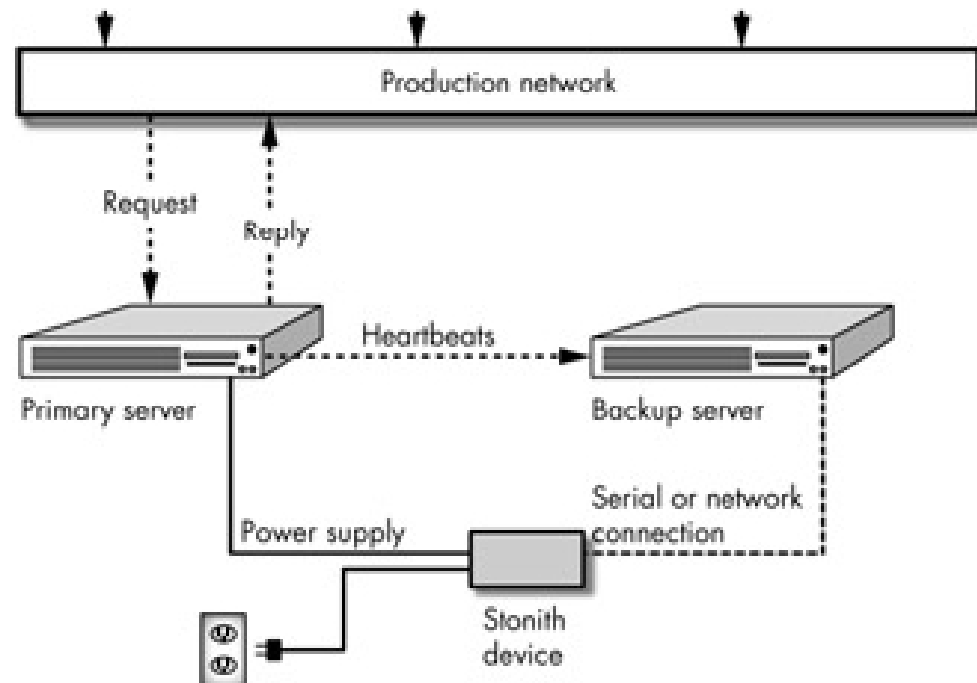 Production network
Request
Reply
Heartbeats
Primary server
Backup server
Serial or network
connection
Power supply
Stonith
device